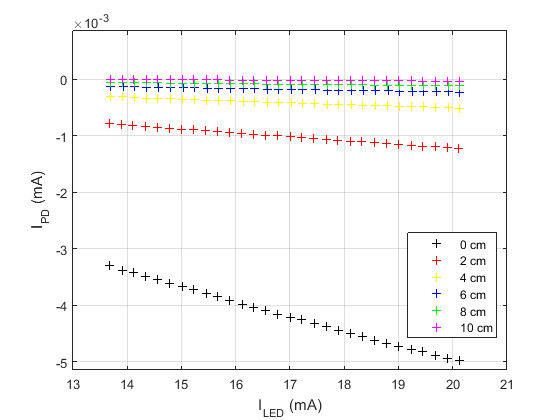 ×10⁻³
0
-1
-2
-3
-4
-5
13 14 15 16 17 18 19 20 21
I_PD (mA)
I_LED (mA)
0 cm
2 cm
4 cm
6 cm
8 cm
10 cm